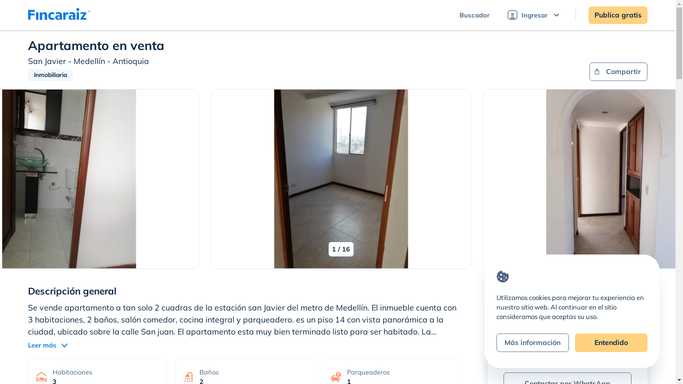 Fincaraiz
Buscador
Ingresar
Publica gratis
Apartamento en venta
San Javier - Medellín - Antioquia
Inmobiliaria
Compartir
1 / 16
Descripción general
Se vende apartamento a tan solo 2 cuadras de la estación san Javier del metro de Medellín. El inmueble cuenta con
3 habitaciones, 2 baños, salón comedor, cocina integral y parqueadero. es un piso 14 con vista panorámica a la
ciudad, ubicado sobre la calle San juan. El apartamento esta muy bien terminado listo para ser habitado. La...
Leer más
Habitaciones
3
Baños
2
Parqueaderos
1
Utilizamos cookies para mejorar tu experiencia en
nuestro sitio web. Al continuar en el sitio
consideramos que aceptas su uso.
Más información
Entendido
Contactar por WhatsApp